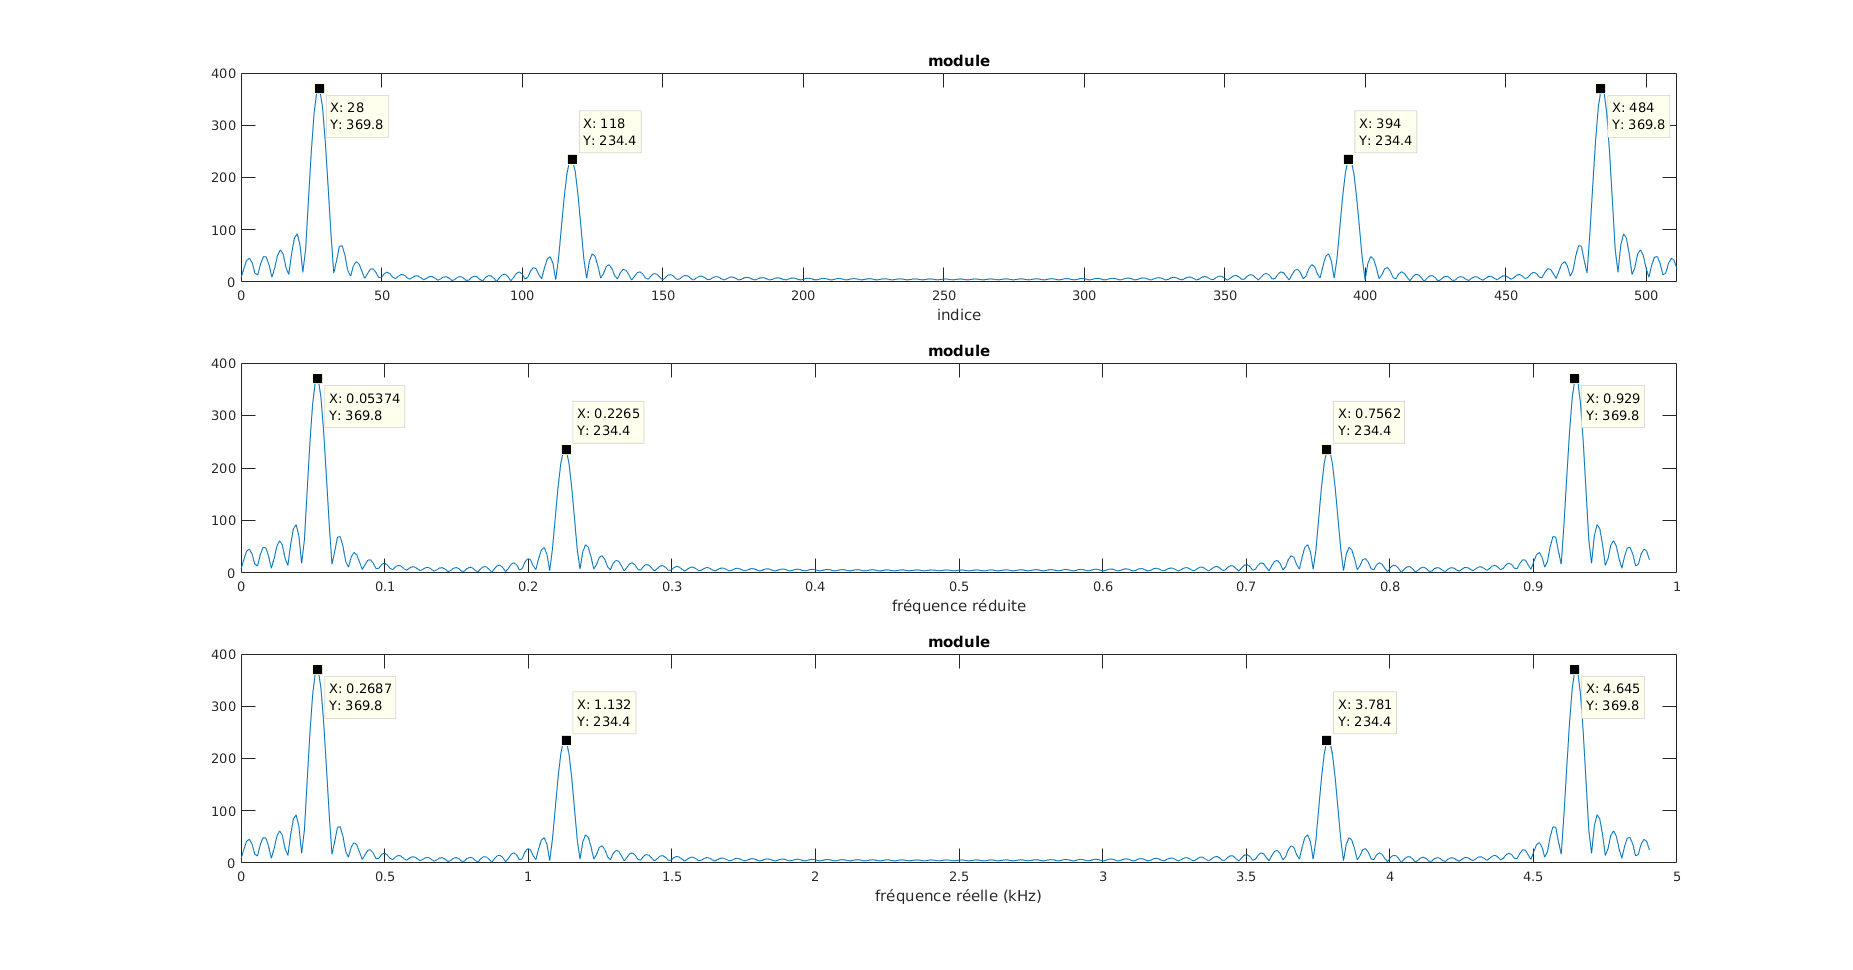 module
400
300
200
100
0
X: 28
Y: 369.8
X: 118
Y: 234.4
X: 394
Y: 234.4
X: 484
Y: 369.8
0 50 100 150 200 250 300 350 400 450 500
indice
module
400
300
200
100
0
X: 0.05374
Y: 369.8
X: 0.2265
Y: 234.4
X: 0.7562
Y: 234.4
X: 0.929
Y: 369.8
0 0.1 0.2 0.3 0.4 0.5 0.6 0.7 0.8 0.9 1
fréquence réduite
module
400
300
200
100
0
X: 0.2687
Y: 369.8
X: 1.132
Y: 234.4
X: 3.781
Y: 234.4
X: 4.645
Y: 369.8
0 0.5 1 1.5 2 2.5 3 3.5 4 4.5 5
fréquence réelle (kHz)